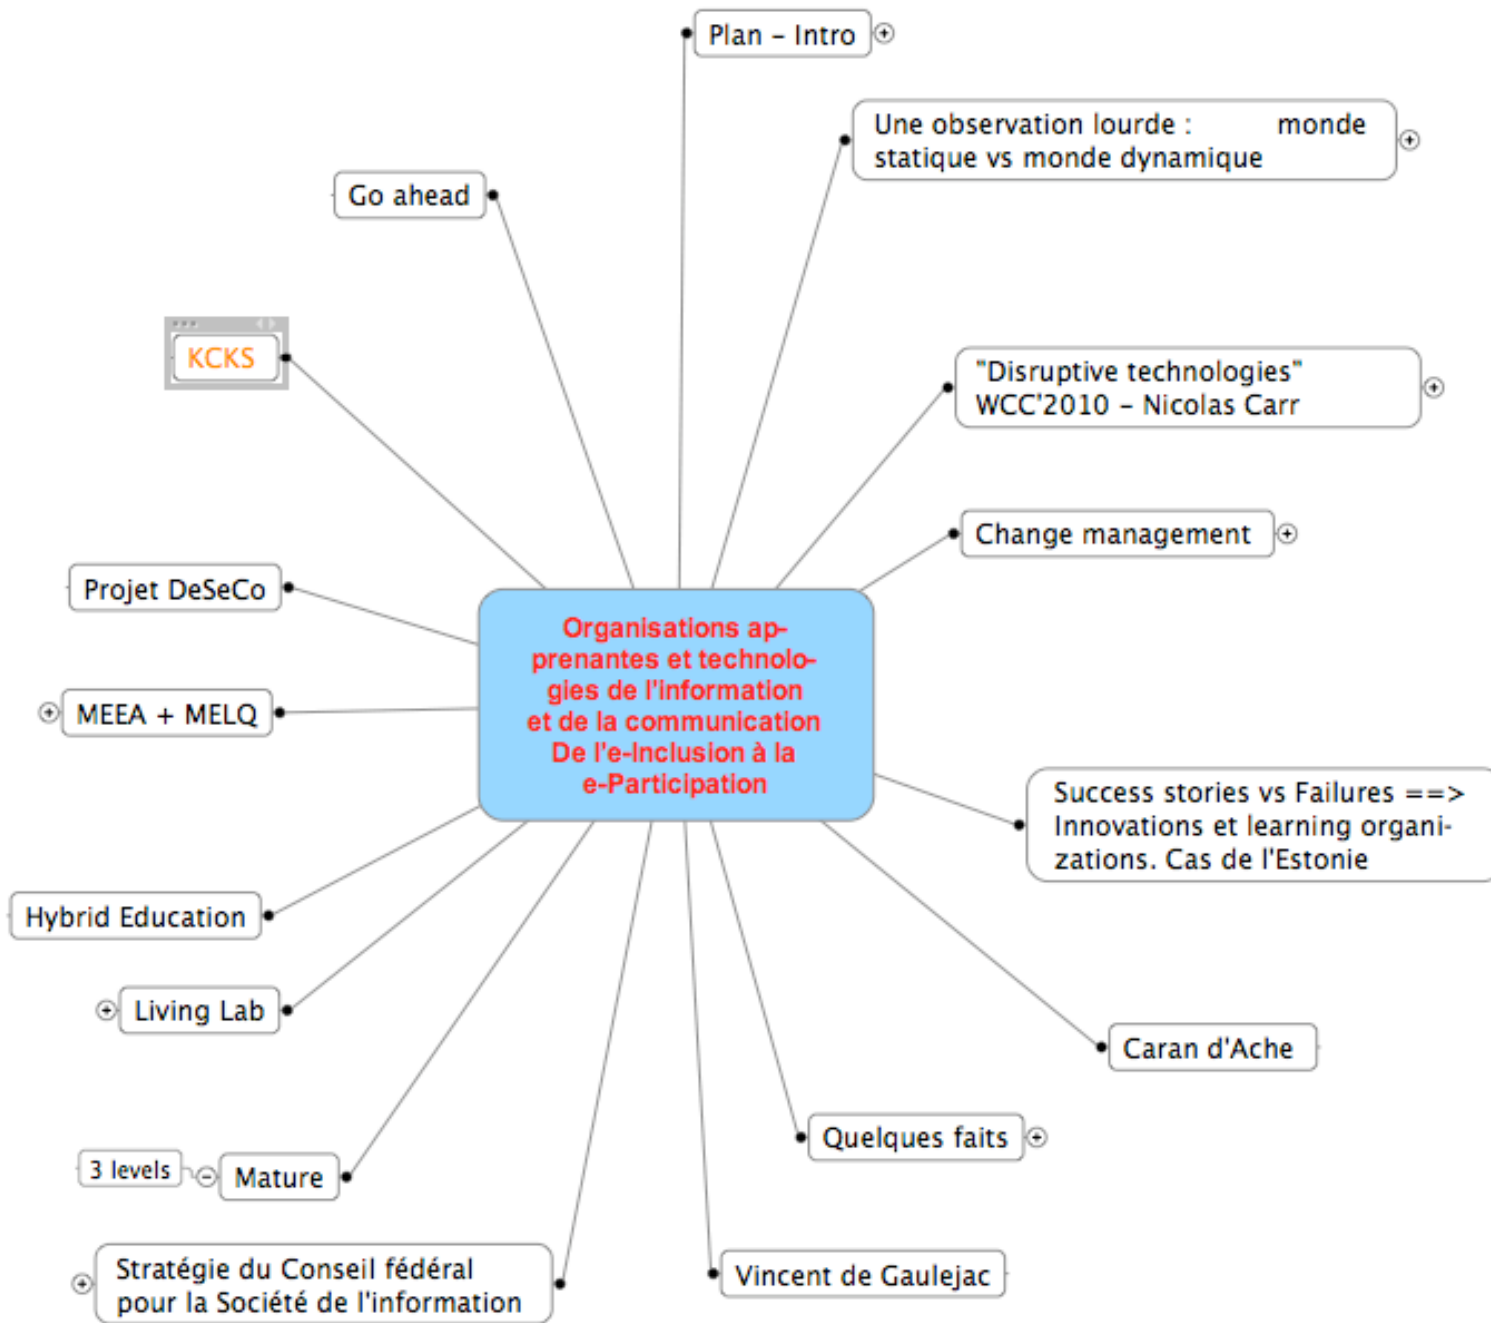 Plan – Intro
Une observation lourde : monde
statique vs monde dynamique
Go ahead
KCKS
"Disruptive technologies"
WCC'2010 – Nicolas Carr
Change management
Projet DeSeCo
MEEA + MELQ
Organisations ap-
prenantes et technolo-
gies de l'information
et de la communication
De l'e-Inclusion à la
e-Participation
Success stories vs Failures ==>
Innovations et learning organi-
zations. Cas de l'Estonie
Hybrid Education
Living Lab
Caran d'Ache
Quelques faits
3 levels
Mature
Stratégie du Conseil fédéral
pour la Société de l'information
Vincent de Gaulejac